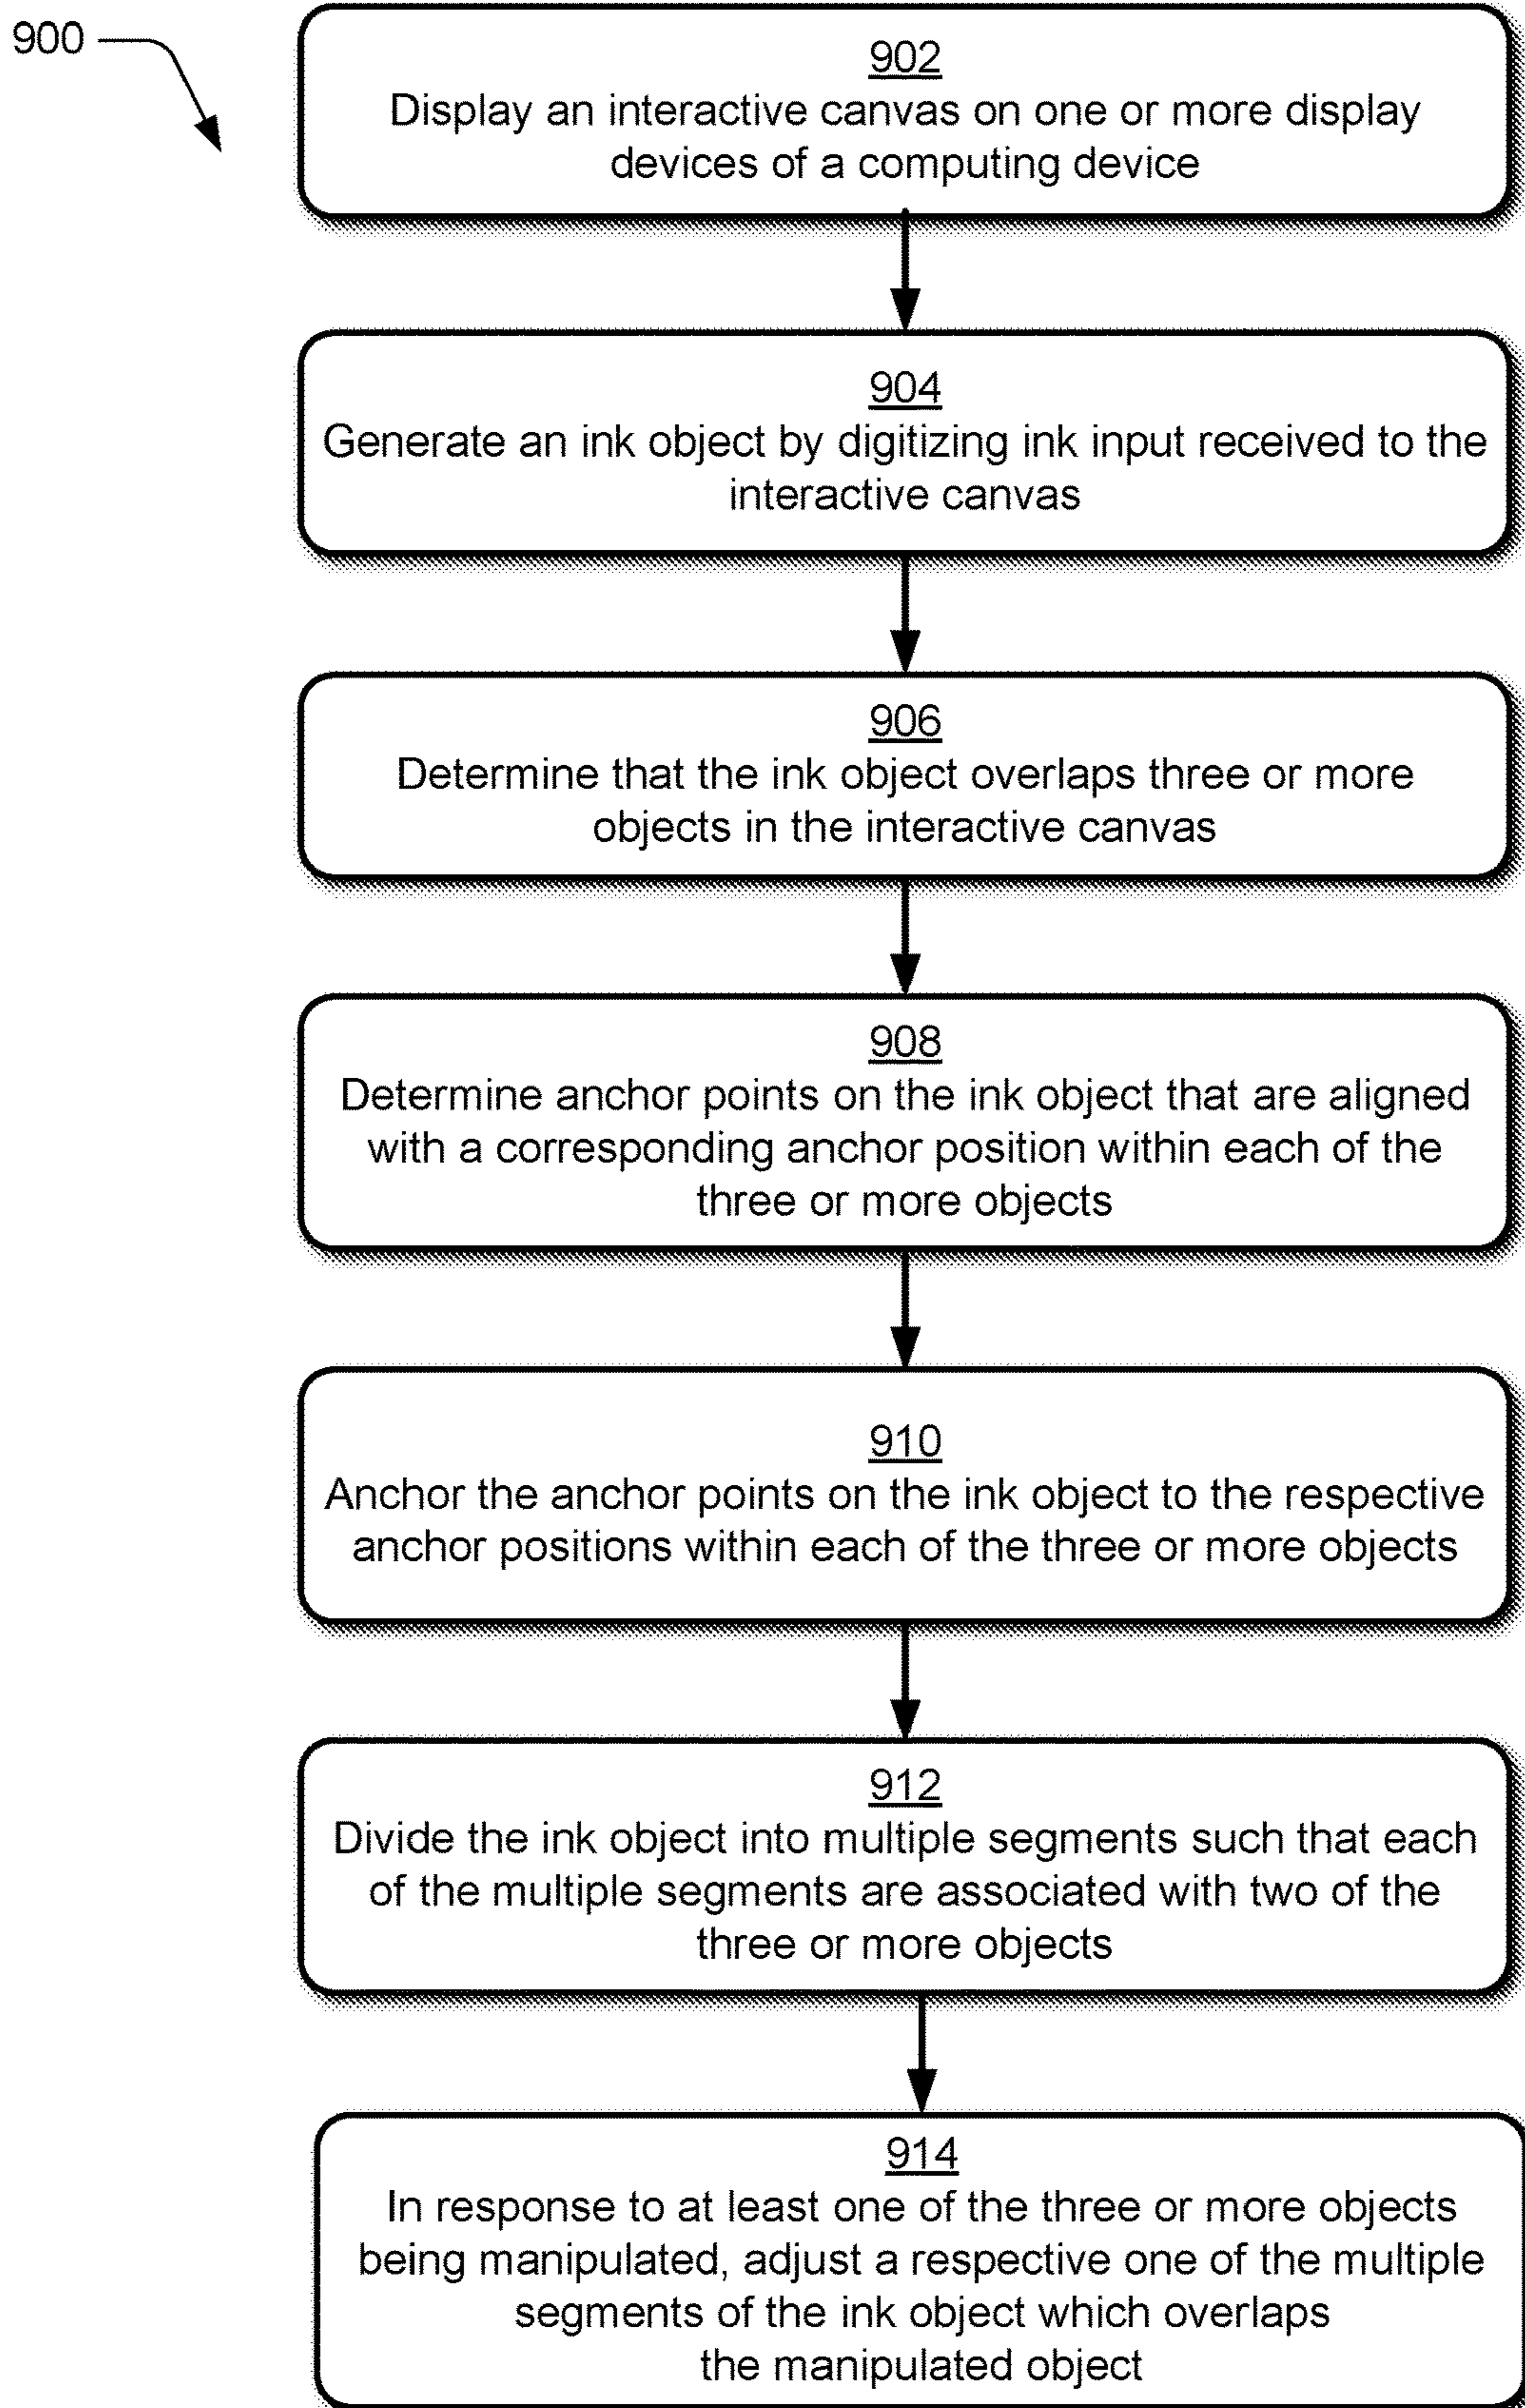 900
902
Display an interactive canvas on one or more display
devices of a computing device
904
Generate an ink object by digitizing ink input received to the
interactive canvas
906
Determine that the ink object overlaps three or more
objects in the interactive canvas
908
Determine anchor points on the ink object that are aligned
with a corresponding anchor position within each of the
three or more objects
910
Anchor the anchor points on the ink object to the respective
anchor positions within each of the three or more objects
912
Divide the ink object into multiple segments such that each
of the multiple segments are associated with two of the
three or more objects
914
In response to at least one of the three or more objects
being manipulated, adjust a respective one of the multiple
segments of the ink object which overlaps
the manipulated object